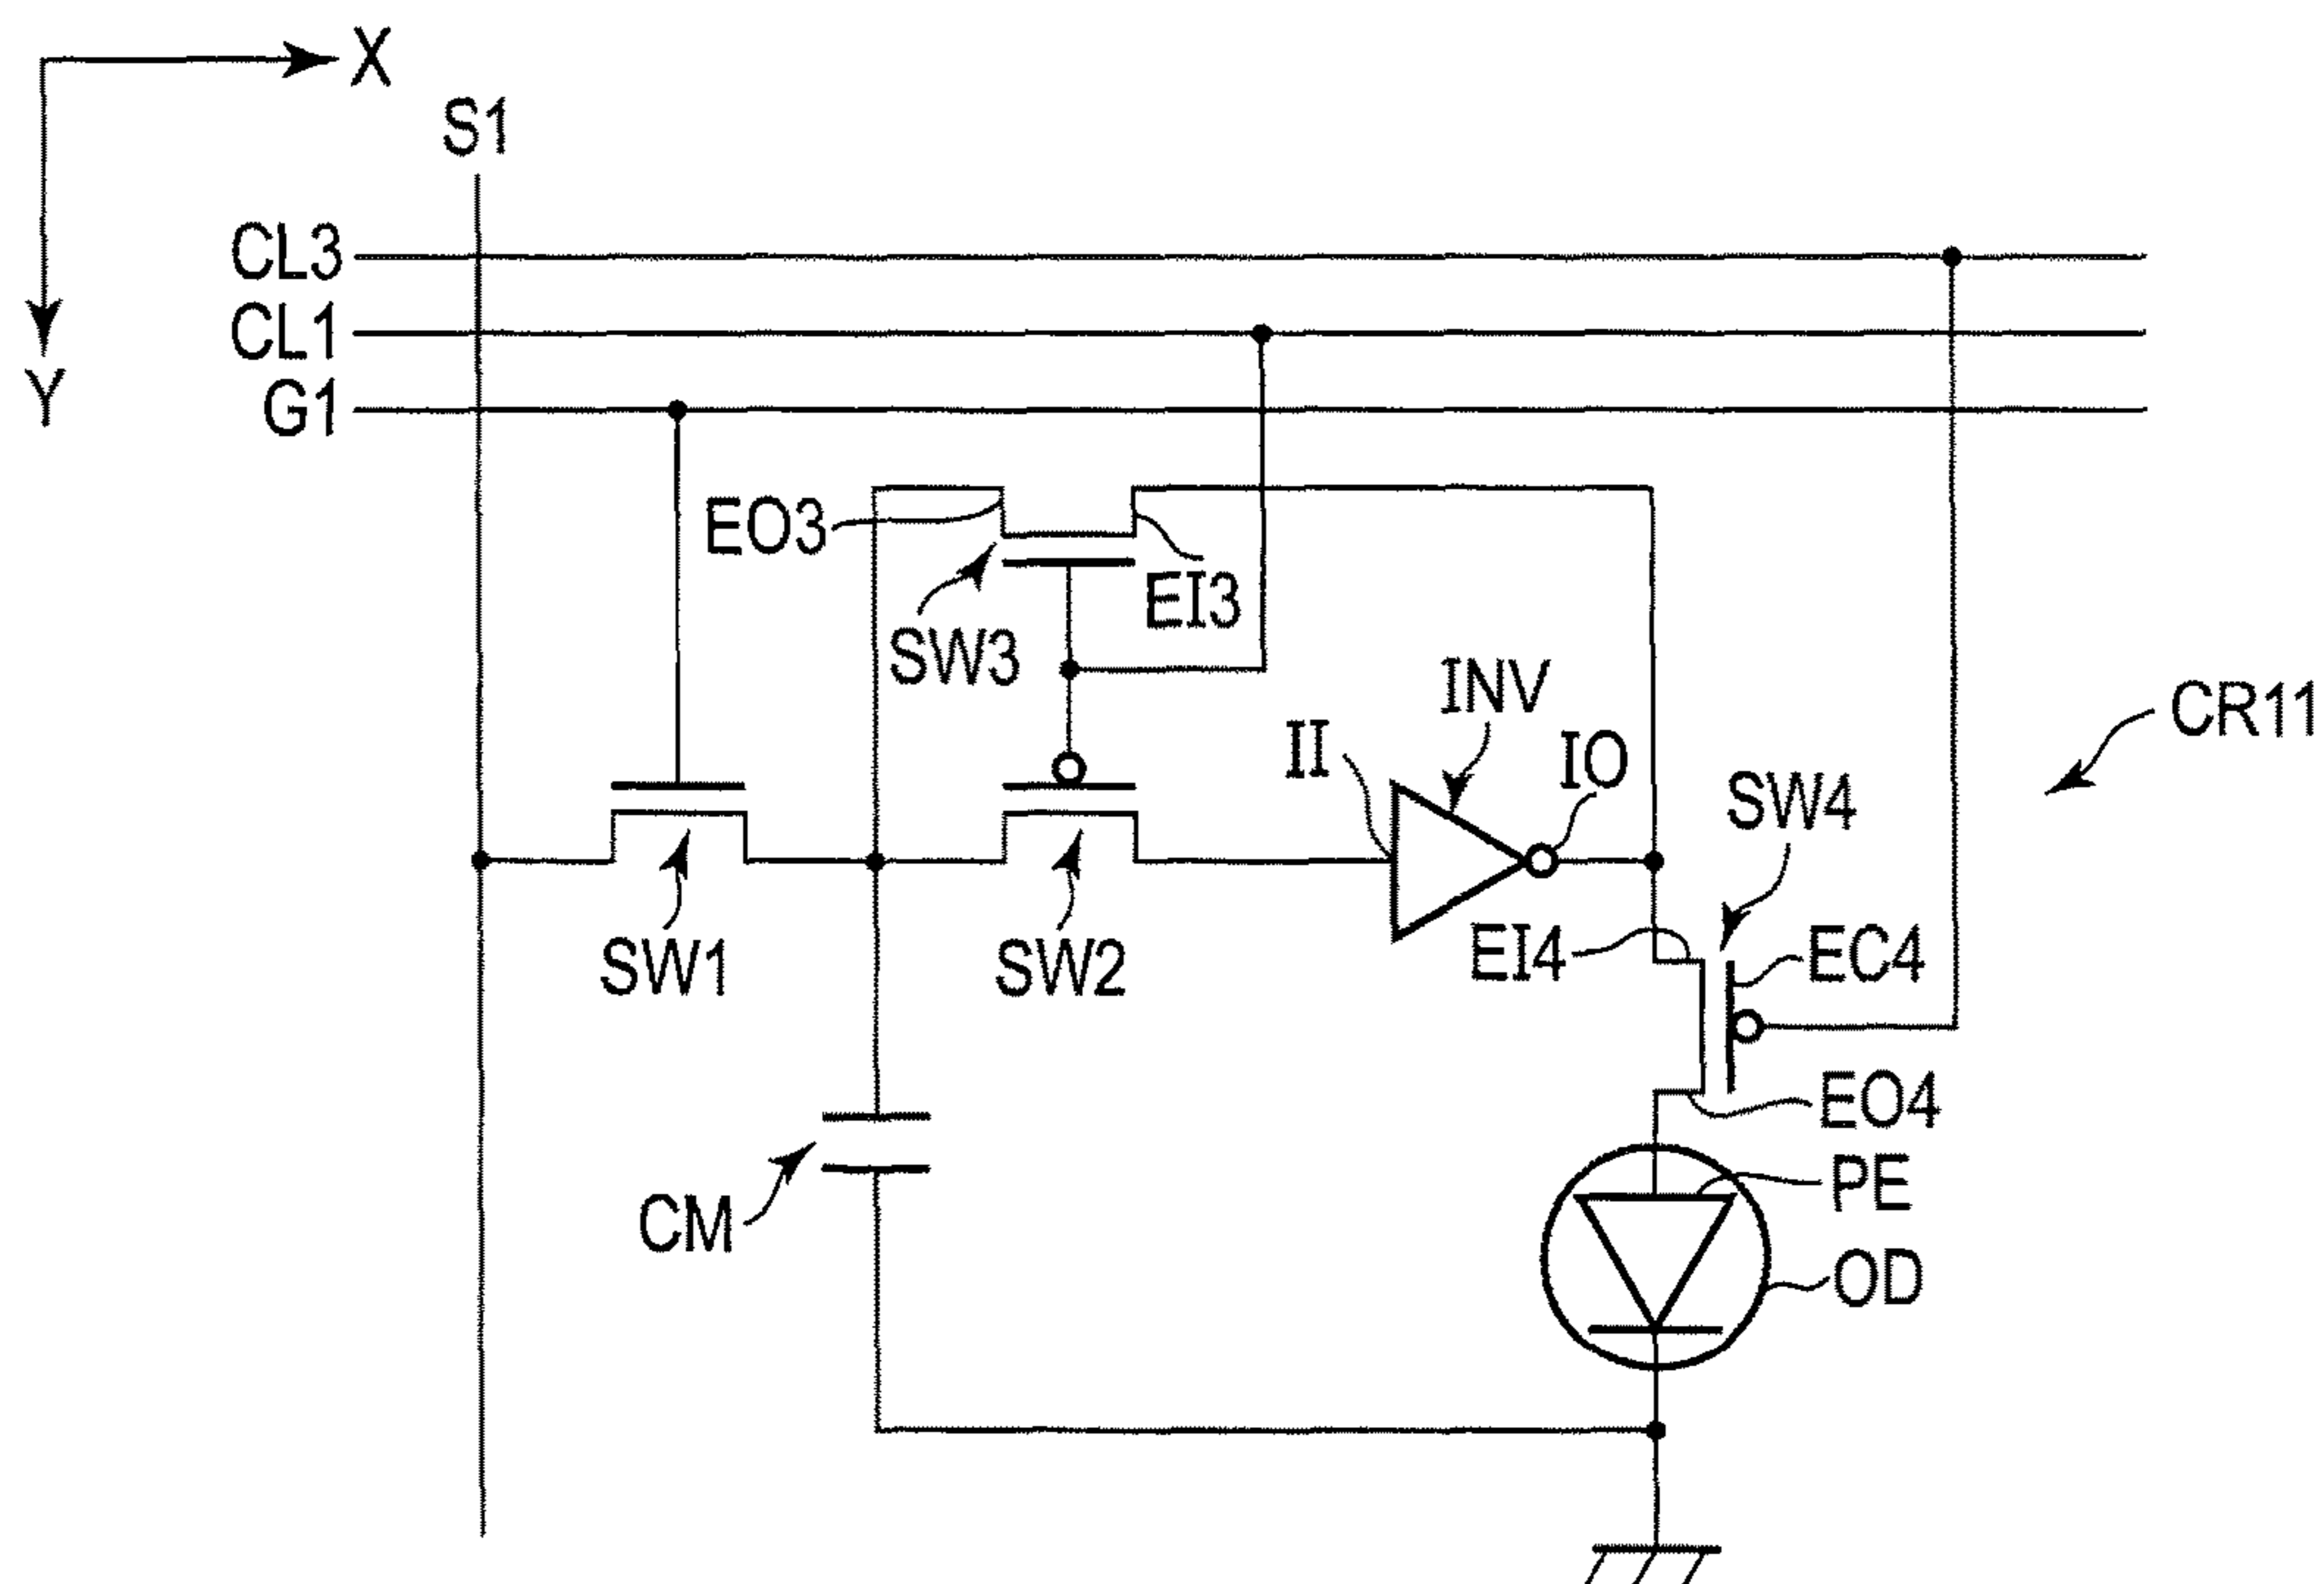 X
S1
CL3
CL1
Y
G1
EO3
EI3
SW3
INV
CR11
II
IO
SW4
SW1
SW2
EI4
EC4
EO4
PE
CM
OD